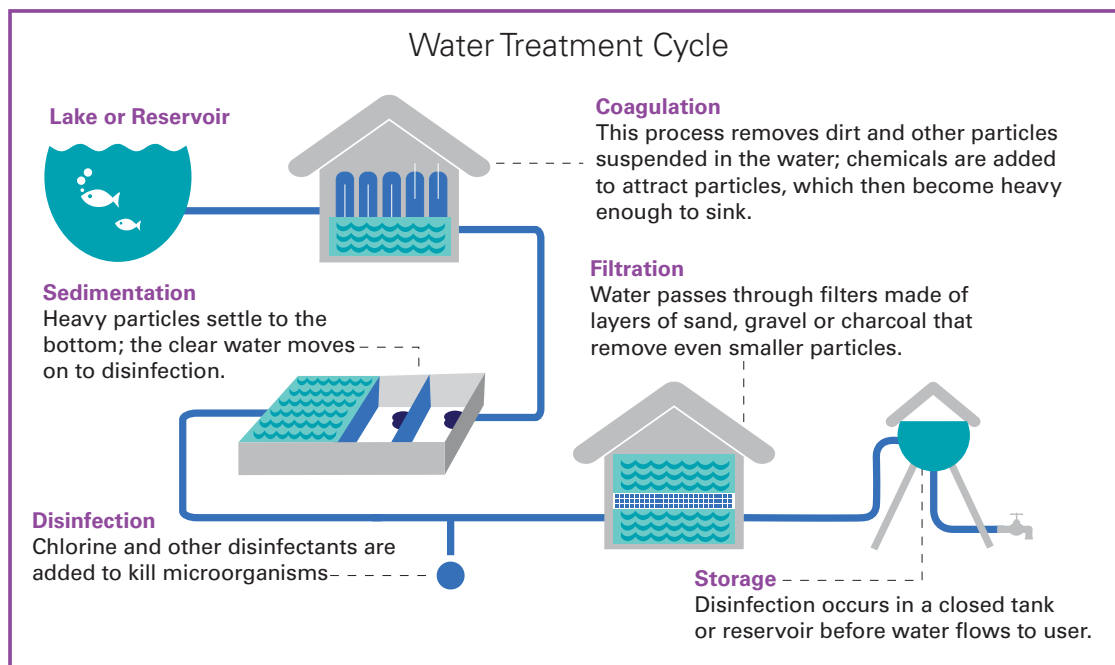 Water Treatment Cycle
Lake or Reservoir
Coagulation
This process removes dirt and other particles
suspended in the water; chemicals are added
to attract particles, which then become heavy
enough to sink.
Sedimentation
Heavy particles settle to the
bottom; the clear water moves
on to disinfection.
Filtration
Water passes through filters made of
layers of sand, gravel or charcoal that
remove even smaller particles.
Disinfection
Chlorine and other disinfectants are
added to kill microorganisms
Storage
Disinfection occurs in a closed tank
or reservoir before water flows to user.